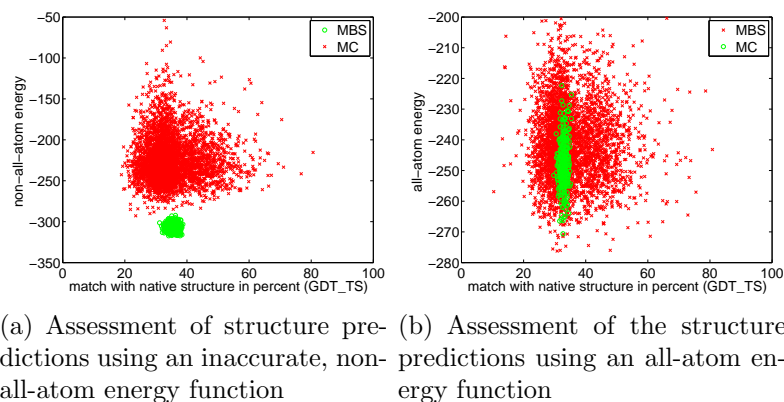 -50
-100
-150
-200
-250
-300
-350
non-all-atom energy
0 20 40 60 80 100
match with native structure in percent (GDT_TS)
MBS
MC
-200
-210
-220
-230
-240
-250
-260
-270
-280
all-atom energy
0 20 40 60 80 100
match with native structure in percent (GDT_TS)
MBS
MC
(a) Assessment of structure pre-
dictions using an inaccurate, non-
all-atom energy function
(b) Assessment of the structure
predictions using an all-atom en-
ergy function